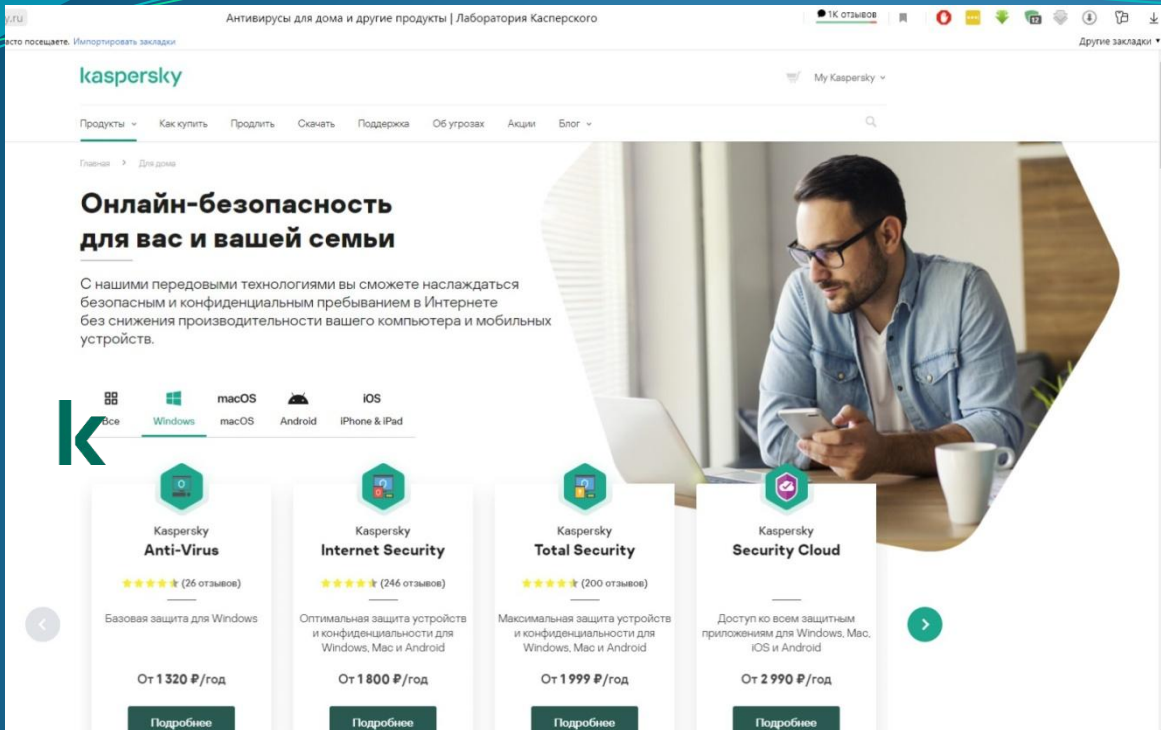 y.ru
Антивирусы для дома и другие продукты | Лаборатория Касперского
1K отзывов
асто посещаете. Импортировать закладки
Другие закладки
kaspersky
My Kaspersky
Продукты Как купить Продлить Скачать Поддержка Об угрозах Акции Блог
Главная > Для дома
Онлайн-безопасность
для вас и вашей семьи
С нашими передовыми технологиями вы сможете наслаждаться
безопасным и конфиденциальным пребыванием в Интернете
без снижения производительности вашего компьютера и мобильных
устройств.
macOS iOS
k
Все Windows macOS Android iPhone & iPad
Kaspersky
Anti-Virus
(26 отзывов)
Базовая защита для Windows
От 1 320 ₽/год
Подробнее
Kaspersky
Internet Security
(246 отзывов)
Оптимальная защита устройств
и конфиденциальности для
Windows, Mac и Android
От 1 800 ₽/год
Подробнее
Kaspersky
Total Security
(200 отзывов)
Максимальная защита устройств
и конфиденциальности для
Windows, Mac и Android
От 1 999 ₽/год
Подробнее
Kaspersky
Security Cloud
Доступ ко всем защитным
приложениям для Windows, Mac,
iOS и Android
От 2 990 ₽/год
Подробнее